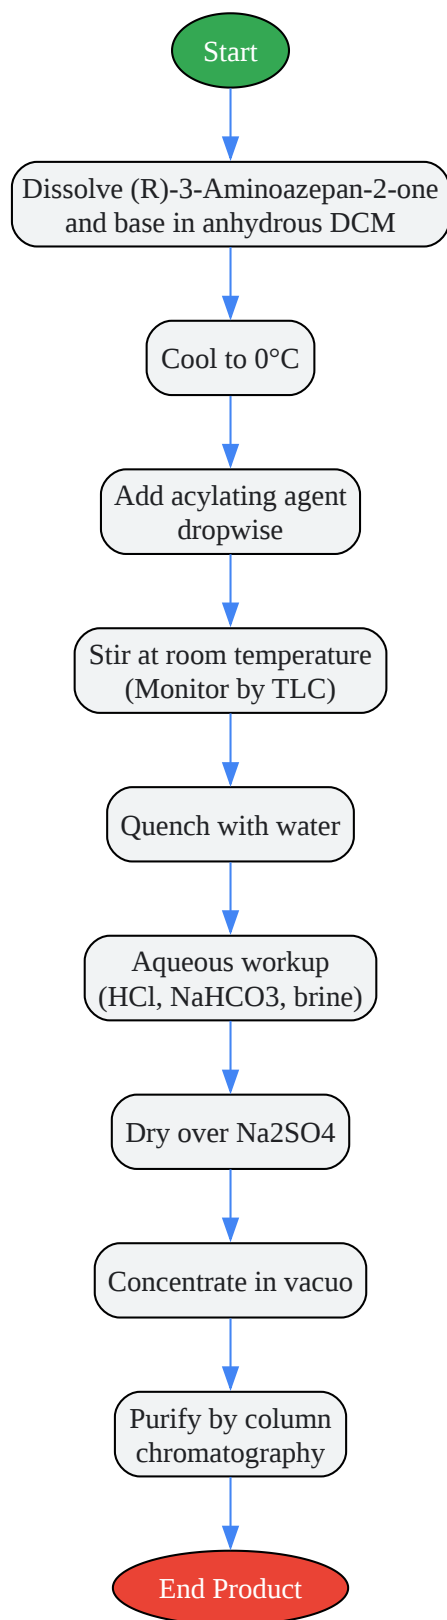 Start
Dissolve (R)-3-Aminoazepan-2-one
and base in anhydrous DCM
Cool to 0°C
Add acylating agent
dropwise
Stir at room temperature
(Monitor by TLC)
Quench with water
Aqueous workup
(HCl, NaHCO3, brine)
Dry over Na2SO4
Concentrate in vacuo
Purify by column
chromatography
End Product